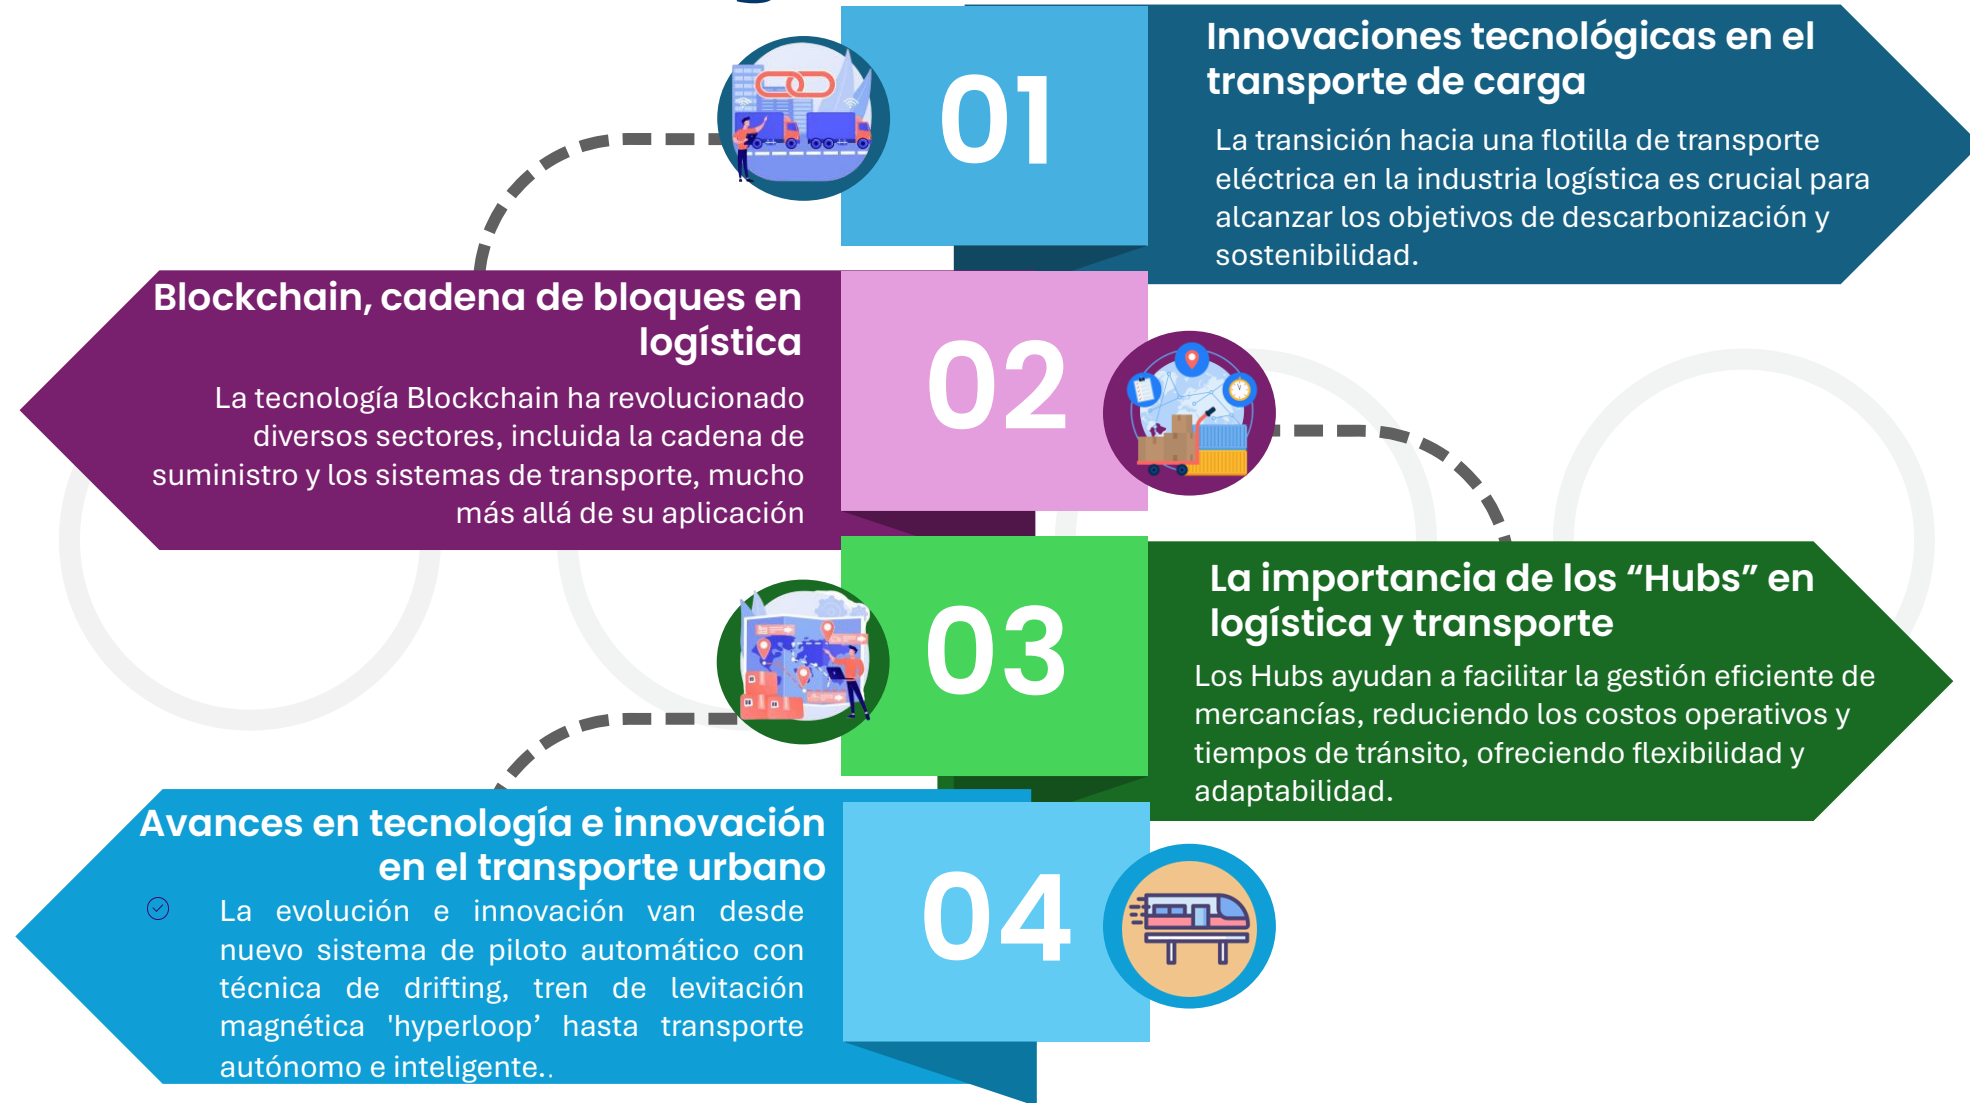 01
Innovaciones tecnológicas en el
transporte de carga
La transición hacia una flotilla de transporte
eléctrica en la industria logística es crucial para
alcanzar los objetivos de descarbonización y
sostenibilidad.
Blockchain, cadena de bloques en
logística
La tecnología Blockchain ha revolucionado
diversos sectores, incluida la cadena de
suministro y los sistemas de transporte, mucho
más allá de su aplicación
02
03
La importancia de los “Hubs” en
logística y transporte
Los Hubs ayudan a facilitar la gestión eficiente de
mercancías, reduciendo los costos operativos y
tiempos de tránsito, ofreciendo flexibilidad y
adaptabilidad.
Avances en tecnología e innovación
en el transporte urbano
La evolución e innovación van desde
nuevo sistema de piloto automático con
técnica de drifting, tren de levitación
magnética 'hyperloop’ hasta transporte
autónomo e inteligente..
04